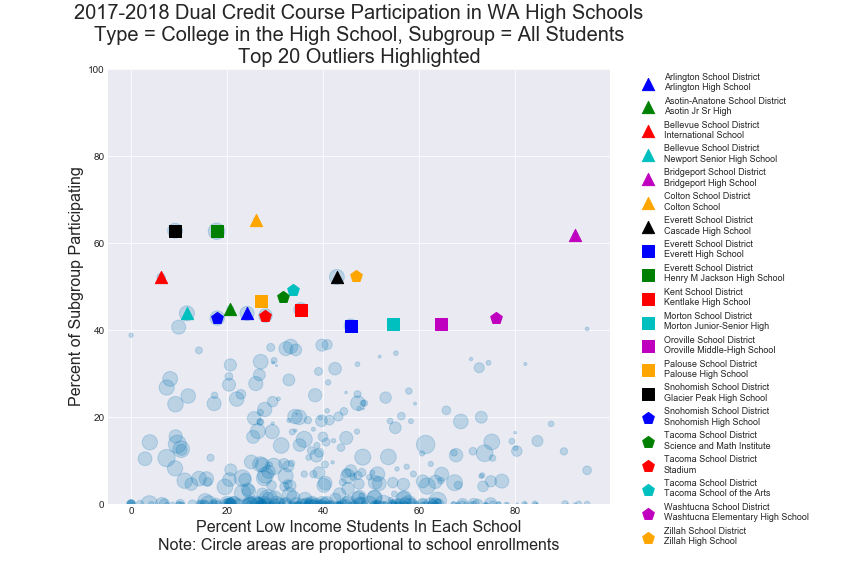 2017-2018 Dual Credit Course Participation in WA High Schools
Type = College in the High School, Subgroup = All Students
Top 20 Outliers Highlighted
Percent of Subgroup Participating
100
80
60
40
20
0
0 20 40 60 80
Percent Low Income Students In Each School
Note: Circle areas are proportional to school enrollments
Arlington School District
Arlington High School
Asotin-Anatone School District
Asotin Jr Sr High
Bellevue School District
International School
Bellevue School District
Newport Senior High School
Bridgeport School District
Bridgeport High School
Colton School District
Colton School
Everett School District
Cascade High School
Everett School District
Everett High School
Everett School District
Henry M Jackson High School
Kent School District
Kentlake High School
Morton School District
Morton Junior-Senior High
Oroville School District
Oroville Middle-High School
Palouse School District
Palouse High School
Snohomish School District
Glacier Peak High School
Snohomish School District
Snohomish High School
Tacoma School District
Science and Math Institute
Tacoma School District
Stadium
Tacoma School District
Tacoma School of the Arts
Washtucna School District
Washtucna Elementary High School
Zillah School District
Zillah High School